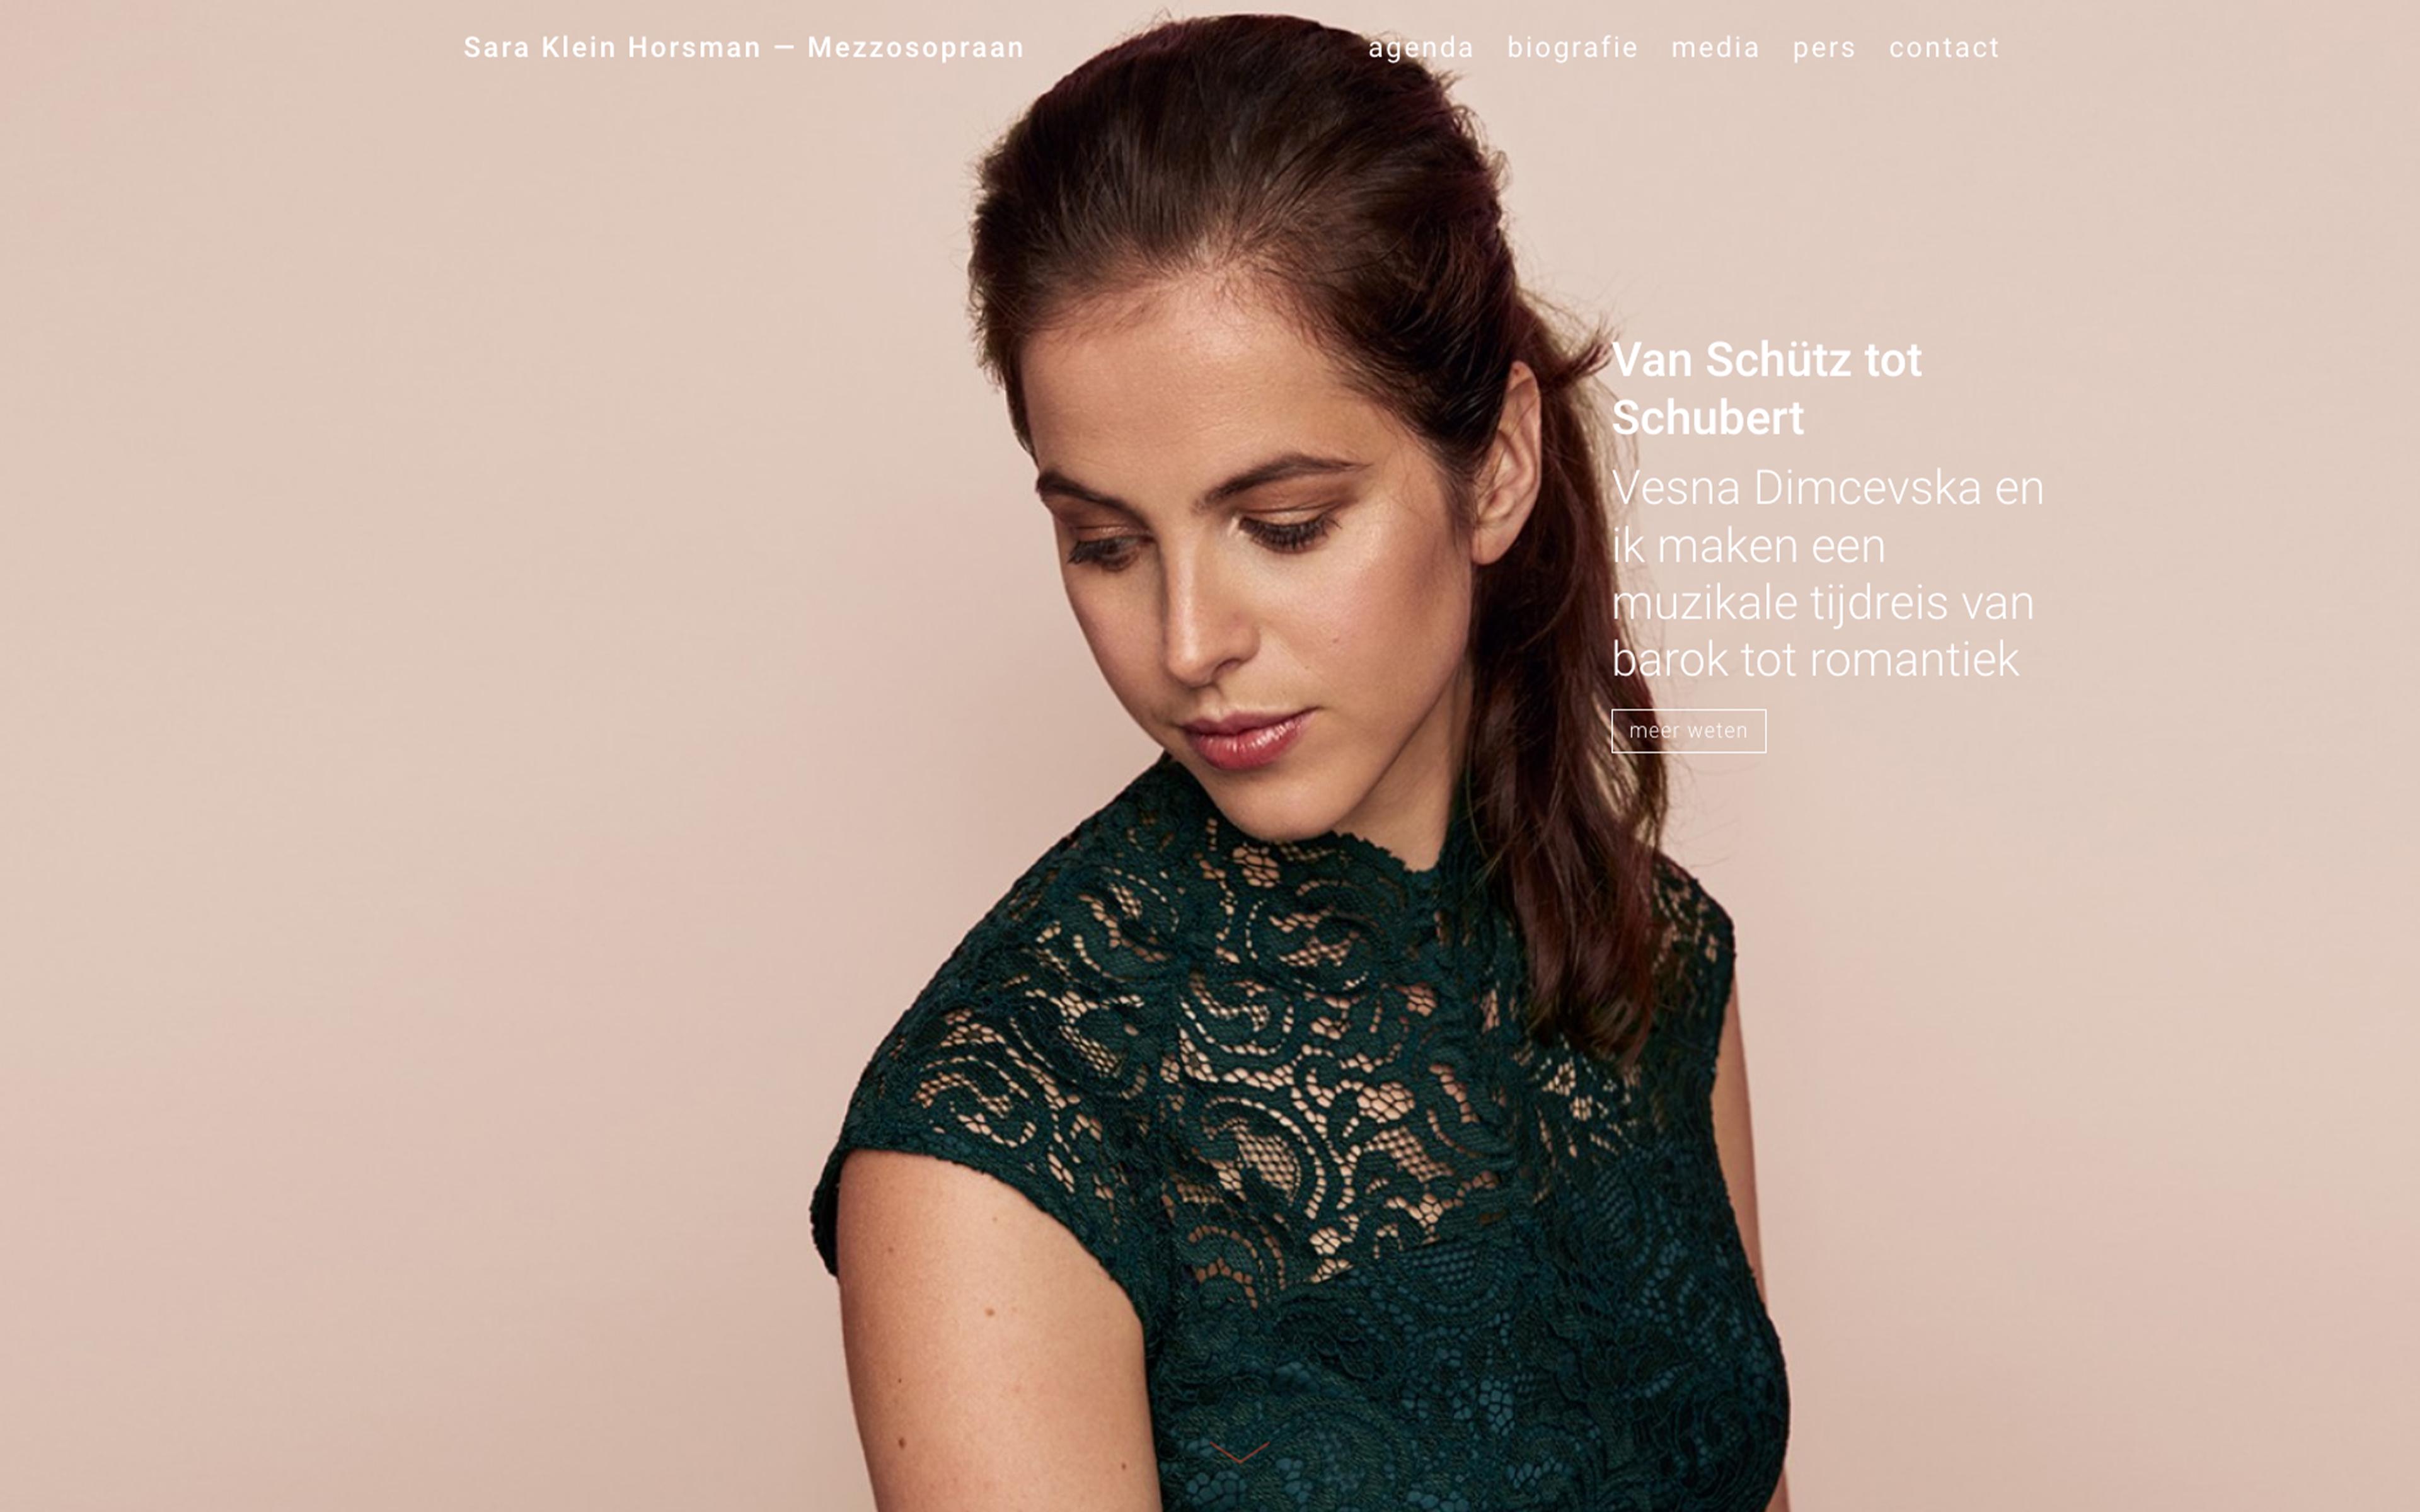 Sara Klein Horsman — Mezzosopraan
agenda biografie media pers contact
Van Schütz tot
Schubert
Vesna Dimcevska en
ik maken een
muzikale tijdreis van
barok tot romantiek
meer weten